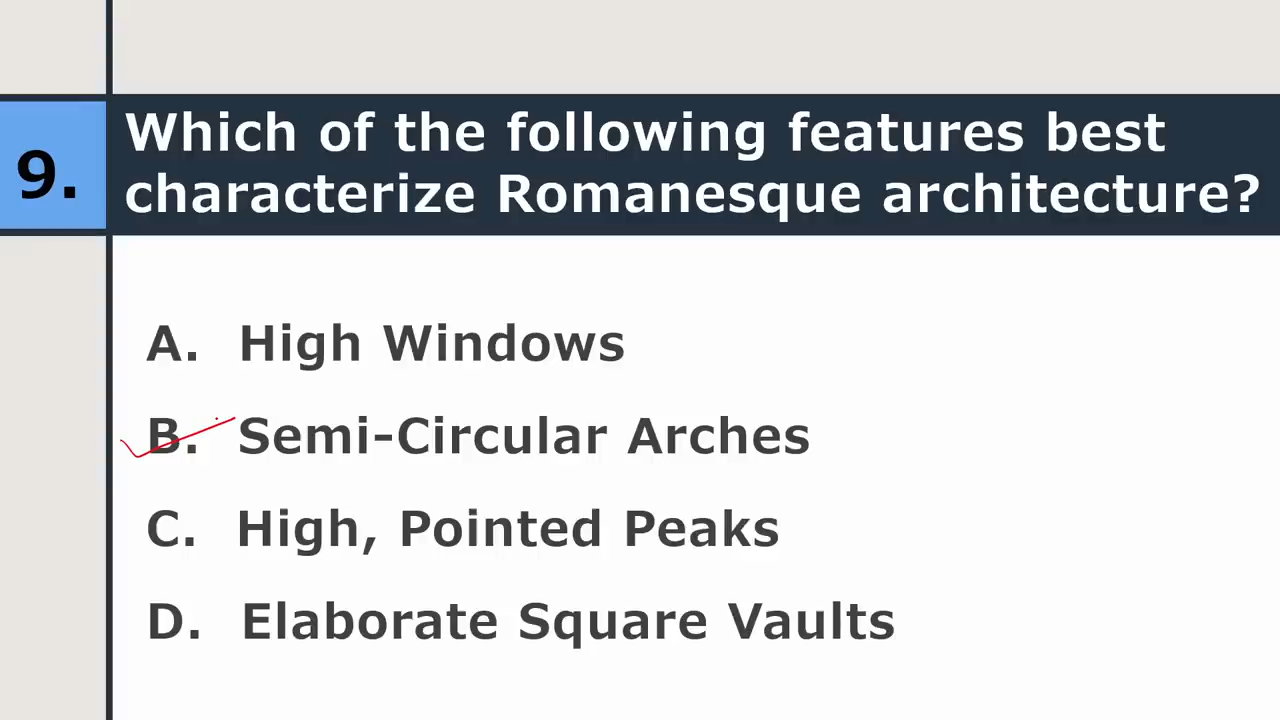 9.
Which of the following features best
characterize Romanesque architecture?
A. High Windows
B. Semi-Circular Arches
C. High, Pointed Peaks
D. Elaborate Square Vaults